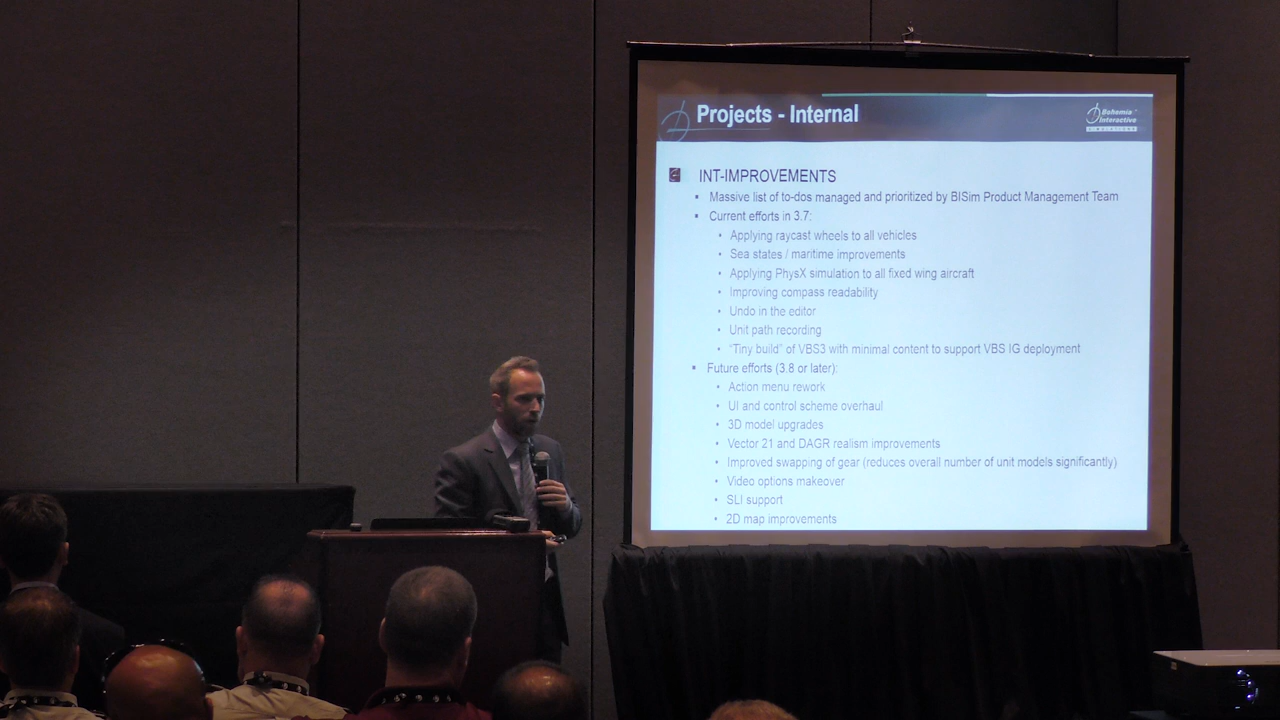 Projects - Internal
Bohemia
Interactive
SIMULATIONS
INT-IMPROVEMENTS
▪ Massive list of to-dos managed and prioritized by BISim Product Management Team
▪ Current efforts in 3.7:
• Applying raycast wheels to all vehicles
• Sea states / maritime improvements
• Applying PhysX simulation to all fixed wing aircraft
• Improving compass readability
• Undo in the editor
• Unit path recording
• "Tiny build" of VBS3 with minimal content to support VBS IG deployment
▪ Future efforts (3.8 or later):
• Action menu rework
• UI and control scheme overhaul
• 3D model upgrades
• Vector 21 and DAGR realism improvements
• Improved swapping of gear (reduces overall number of unit models significantly)
• Video options makeover
• SLI support
• 2D map improvements